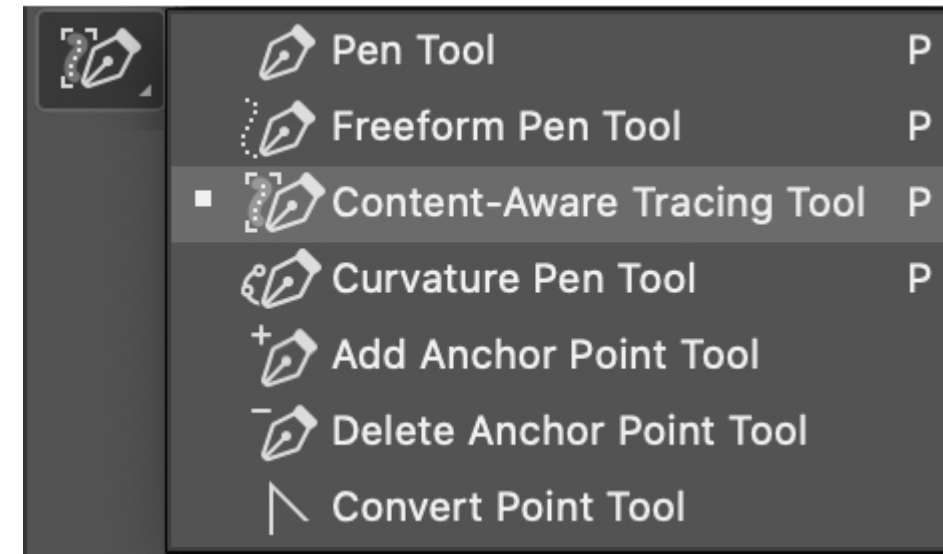 Pen Tool P
Freeform Pen Tool P
Content-Aware Tracing Tool P
Curvature Pen Tool P
Add Anchor Point Tool
Delete Anchor Point Tool
Convert Point Tool